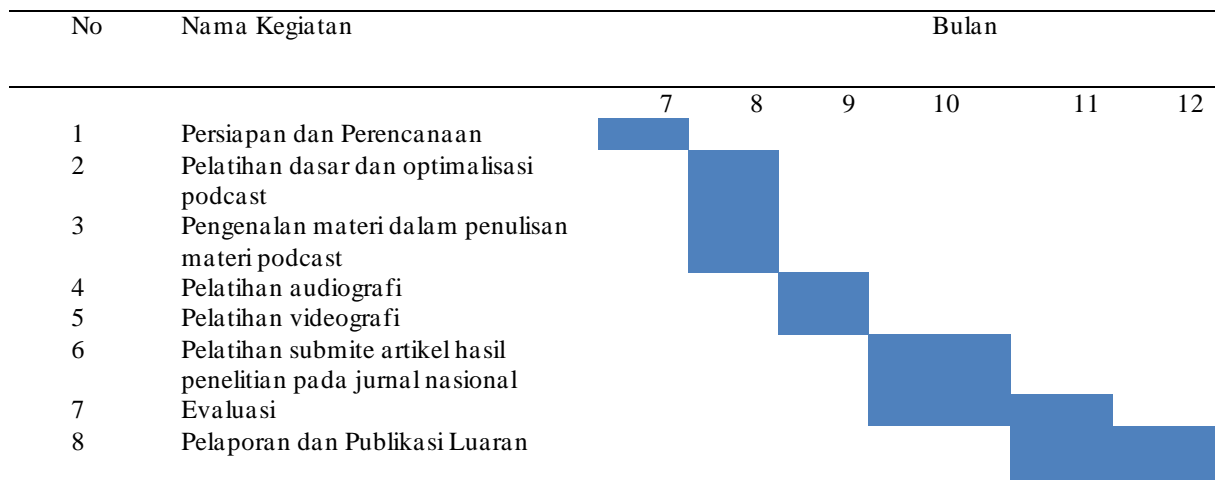 No Nama Kegiatan Bulan
7 8 9 10 11 12
1 Persiapan dan Perencanaan
2 Pelatihan dasar dan optimalisasi
podcast
3 Pengenalan materi dalam penulisan
materi podcast
4 Pelatihan audiografi
5 Pelatihan videografi
6 Pelatihan submite artikel hasil
penelitian pada jurnal nasional
7 Evaluasi
8 Pelaporan dan Publikasi Luaran